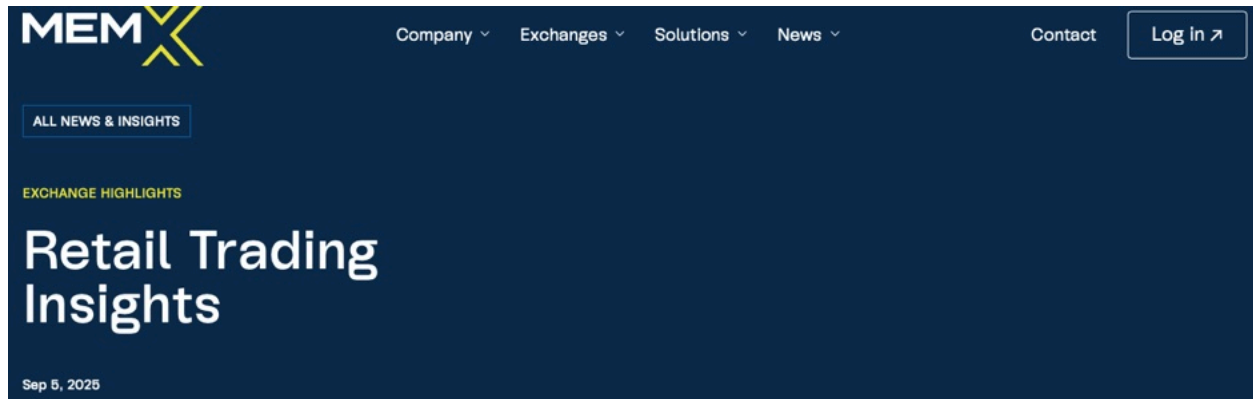 MEMX
Company Exchanges Solutions News Contact Log in ↗
ALL NEWS & INSIGHTS
EXCHANGE HIGHLIGHTS
Retail Trading
Insights
Sep 5, 2025